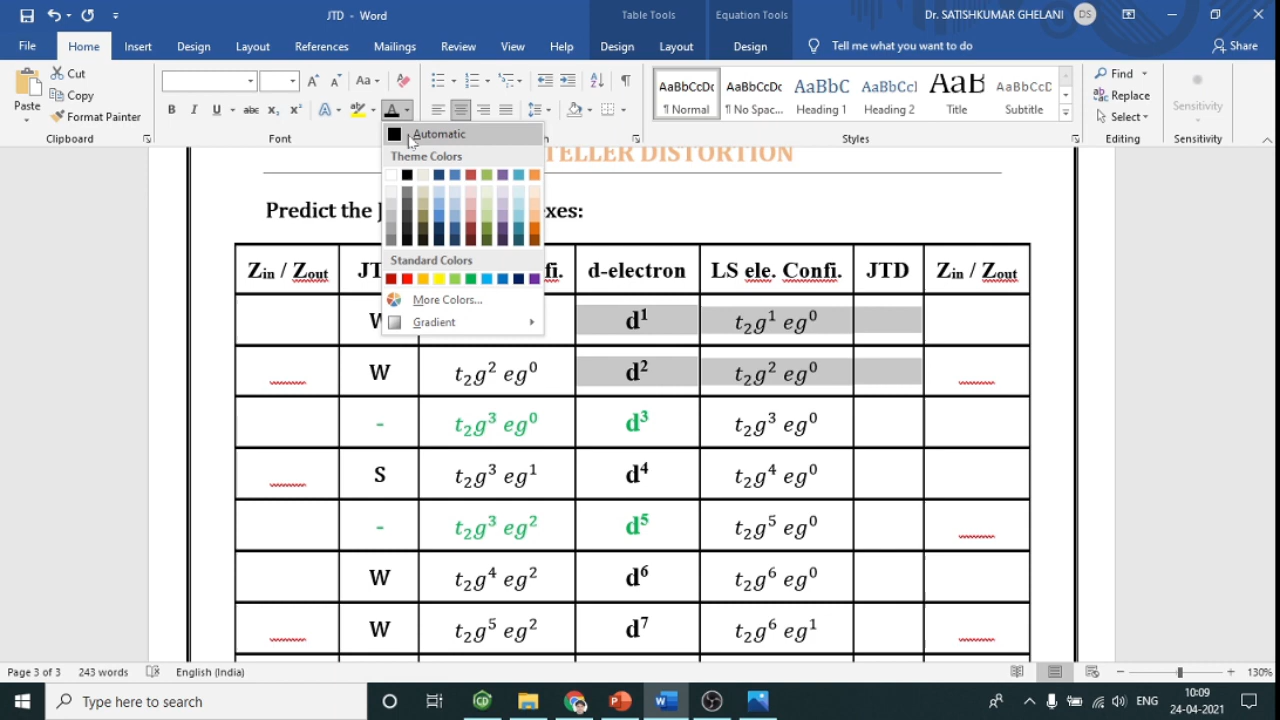 JTD - Word
Table Tools
Equation Tools
Dr. SATISHKUMAR GHELANI
DS
File
Home
Insert
Design
Layout
References
Mailings
Review
View
Help
Design
Layout
Design
Tell me what you want to do
Share
Paste
Cut
Copy
Format Painter
Clipboard
Font
Styles
Editing
Sensitivity
AaBbCcDc
¶ Normal
AaBbCcDc
¶ No Spac...
AaBbC
Heading 1
AaBbCc
Heading 2
AaB
Title
AaBbCcC
Subtitle
Find
Replace
Select
Sensitivity
Automatic
Theme Colors
Standard Colors
More Colors...
Gradient
TELLER DISTORTION
Predict the J xes:
Zin / Zout JT fi. d-electron LS ele. Confi. JTD Zin / Zout
d¹ t₂g¹ eg⁰
W t₂g² eg⁰ d² t₂g² eg⁰
- t₂g³ eg⁰ d³ t₂g³ eg⁰
S t₂g³ eg¹ d⁴ t₂g⁴ eg⁰
- t₂g³ eg² d⁵ t₂g⁵ eg⁰
W t₂g⁴ eg² d⁶ t₂g⁶ eg⁰
W t₂g⁵ eg² d⁷ t₂g⁶ eg¹
Page 3 of 3 243 words English (India) 130%
Type here to search
ENG
10:09
24-04-2021